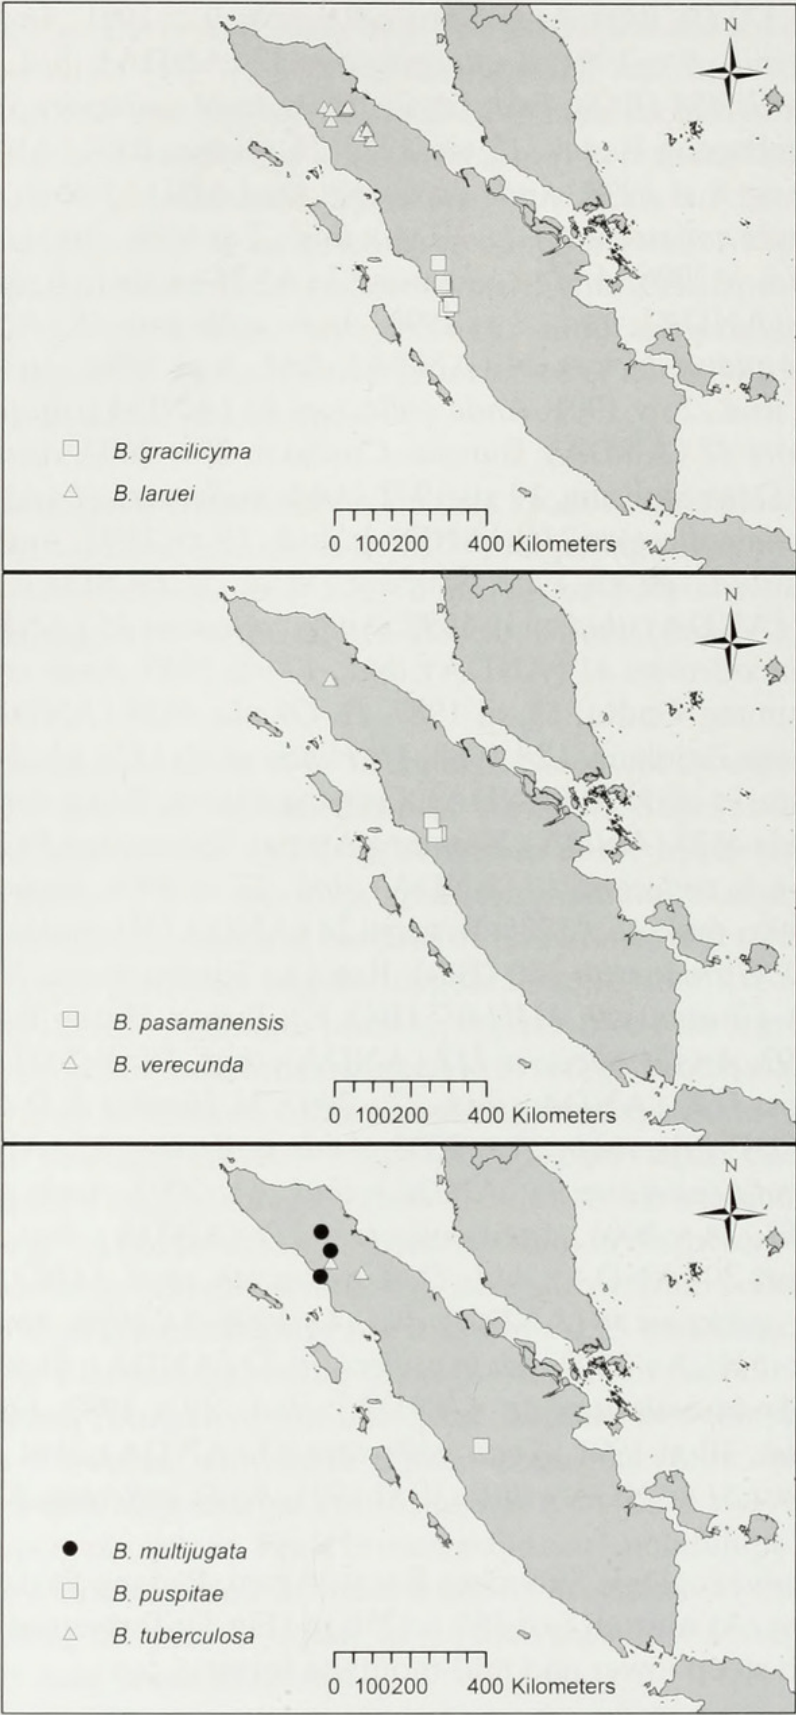 N
B. gracilicyma
B. laruei
0 100200 400 Kilometers
N
B. pasamanensis
B. verecunda
0 100200 400 Kilometers
N
B. multijugata
B. puspitae
B. tuberculosa
0 100200 400 Kilometers